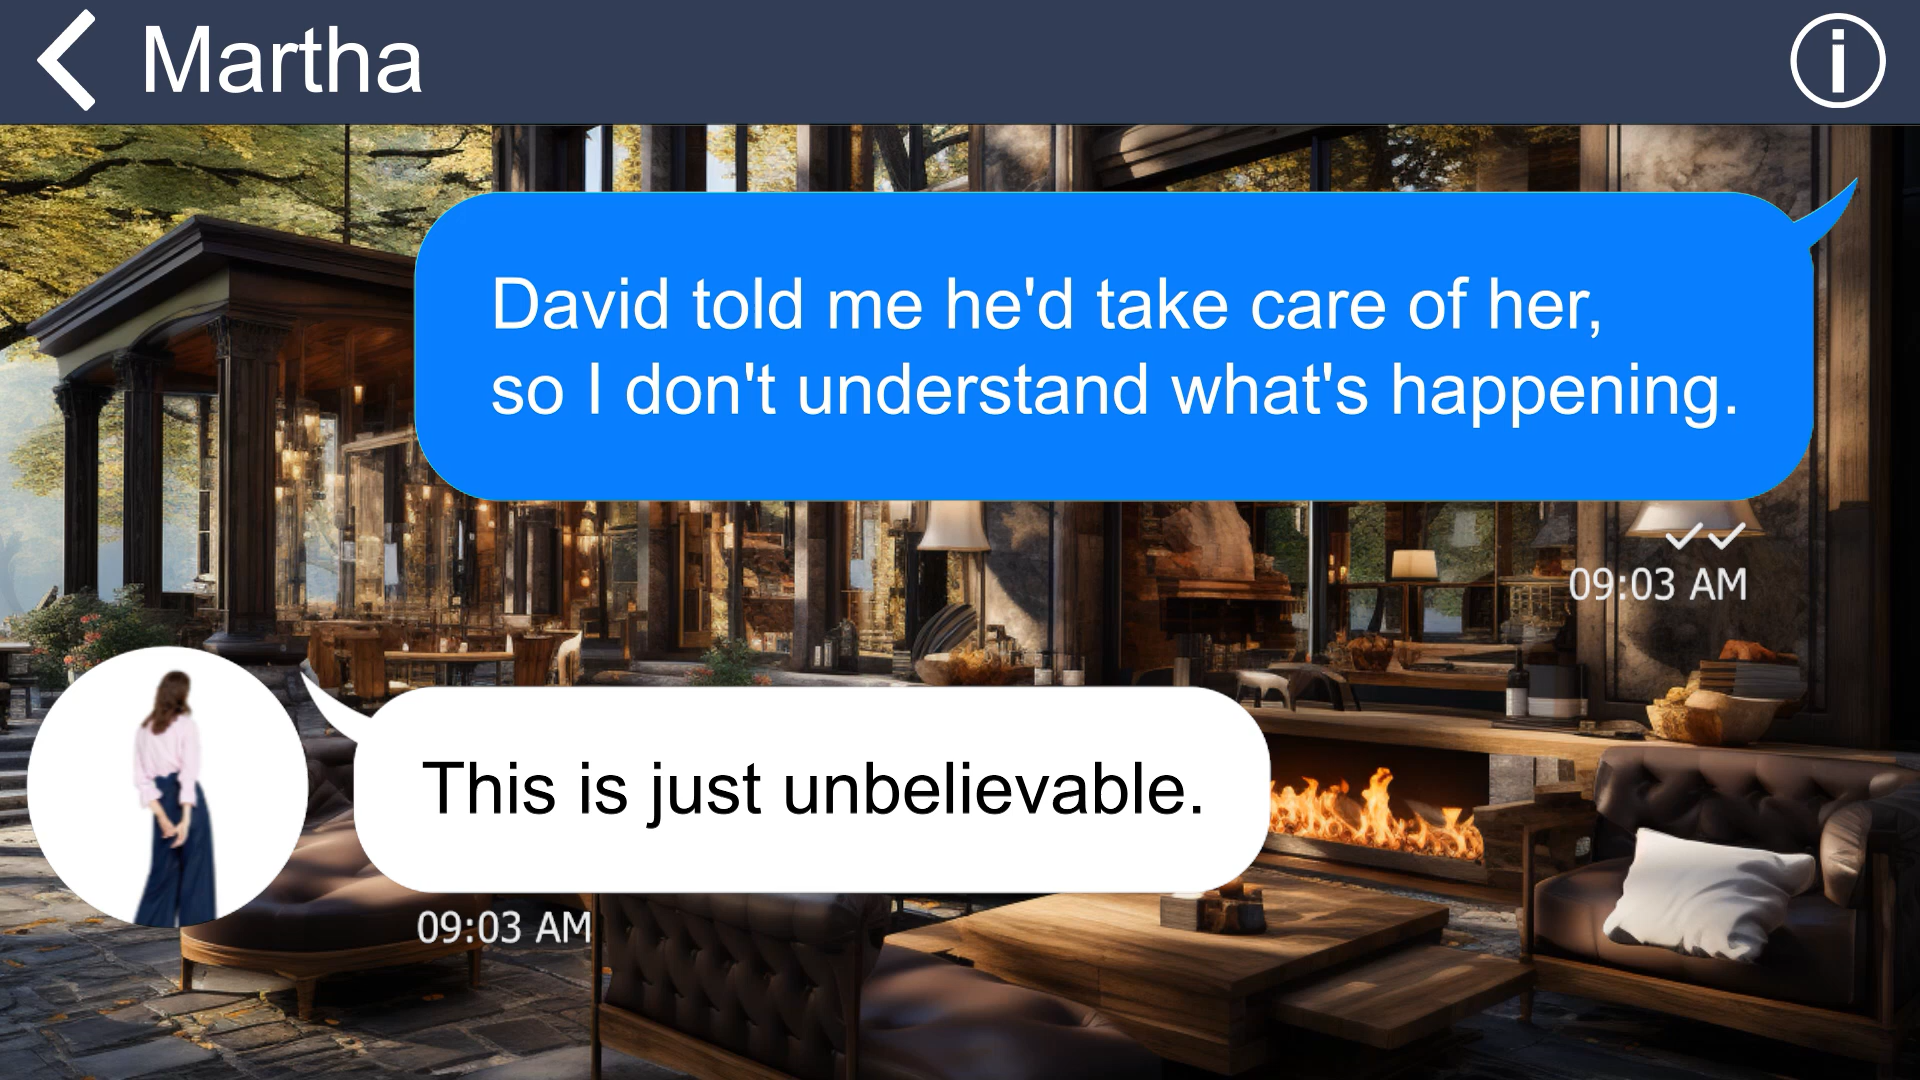 Martha
David told me he'd take care of her,
so I don't understand what's happening.
09:03 AM
This is just unbelievable.
09:03 AM